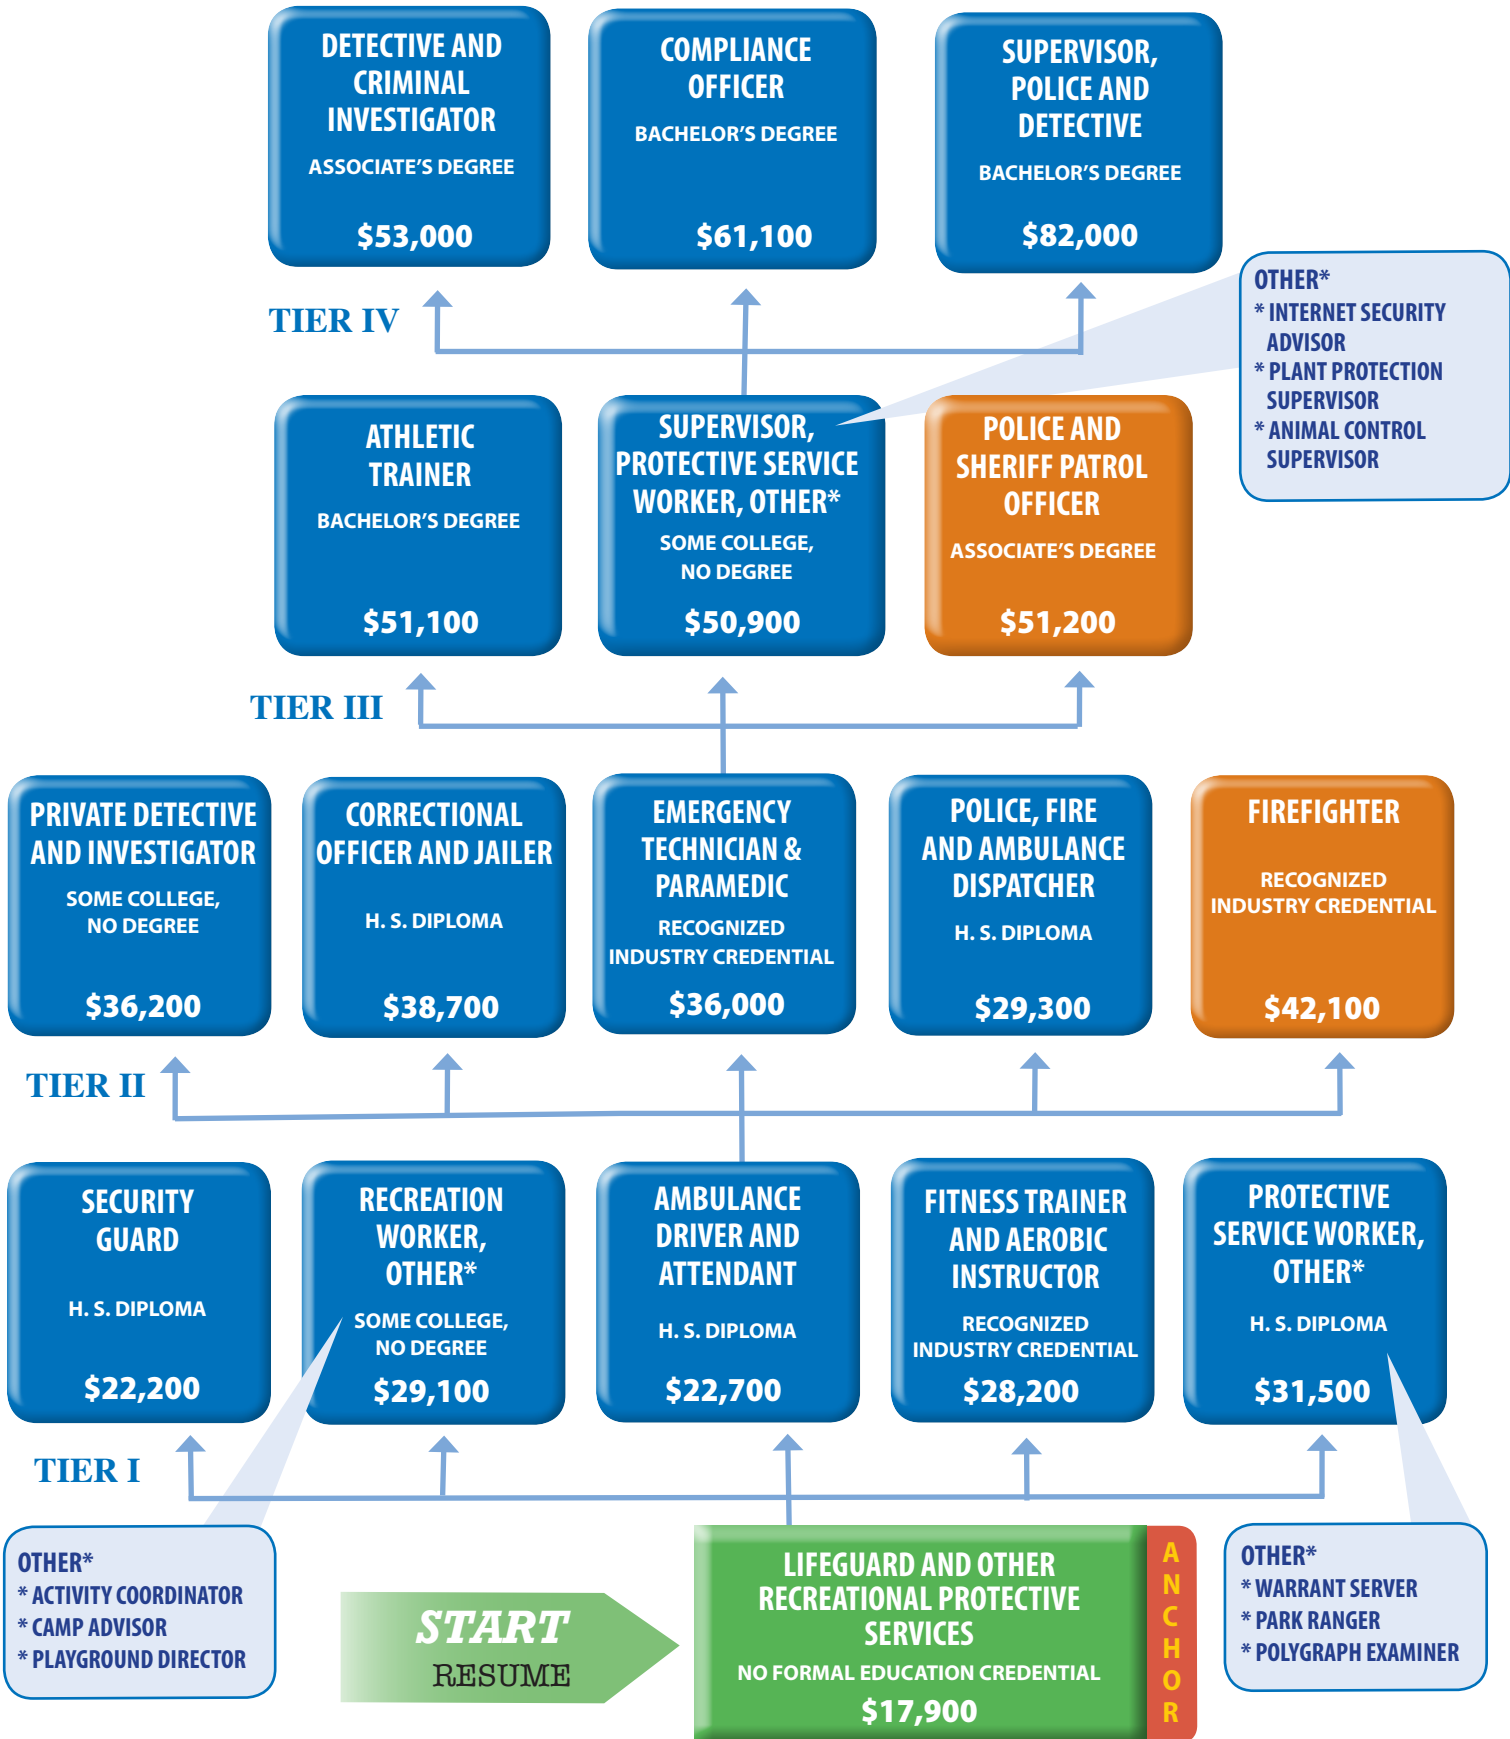 DETECTIVE AND
CRIMINAL
INVESTIGATOR
ASSOCIATE'S DEGREE
$53,000
COMPLIANCE
OFFICER
BACHELOR'S DEGREE
$61,100
SUPERVISOR,
POLICE AND
DETECTIVE
BACHELOR'S DEGREE
$82,000
OTHER*
* INTERNET SECURITY
ADVISOR
* PLANT PROTECTION
SUPERVISOR
* ANIMAL CONTROL
SUPERVISOR
TIER IV
ATHLETIC
TRAINER
BACHELOR'S DEGREE
$51,100
SUPERVISOR,
PROTECTIVE SERVICE
WORKER, OTHER*
SOME COLLEGE,
NO DEGREE
$50,900
POLICE AND
SHERIFF PATROL
OFFICER
ASSOCIATE'S DEGREE
$51,200
TIER III
PRIVATE DETECTIVE
AND INVESTIGATOR
SOME COLLEGE,
NO DEGREE
$36,200
CORRECTIONAL
OFFICER AND JAILER
H. S. DIPLOMA
$38,700
EMERGENCY
TECHNICIAN &
PARAMEDIC
RECOGNIZED
INDUSTRY CREDENTIAL
$36,000
POLICE, FIRE
AND AMBULANCE
DISPATCHER
H. S. DIPLOMA
$29,300
FIREFIGHTER
RECOGNIZED
INDUSTRY CREDENTIAL
$42,100
TIER II
SECURITY
GUARD
H. S. DIPLOMA
$22,200
RECREATION
WORKER,
OTHER*
SOME COLLEGE,
NO DEGREE
$29,100
AMBULANCE
DRIVER AND
ATTENDANT
H. S. DIPLOMA
$22,700
FITNESS TRAINER
AND AEROBIC
INSTRUCTOR
RECOGNIZED
INDUSTRY CREDENTIAL
$28,200
PROTECTIVE
SERVICE WORKER,
OTHER*
H. S. DIPLOMA
$31,500
TIER I
OTHER*
* ACTIVITY COORDINATOR
* CAMP ADVISOR
* PLAYGROUND DIRECTOR
START
RESUME
LIFEGUARD AND OTHER
RECREATIONAL PROTECTIVE
SERVICES
NO FORMAL EDUCATION CREDENTIAL
$17,900
ANCHOR
OTHER*
* WARRANT SERVER
* PARK RANGER
* POLYGRAPH EXAMINER